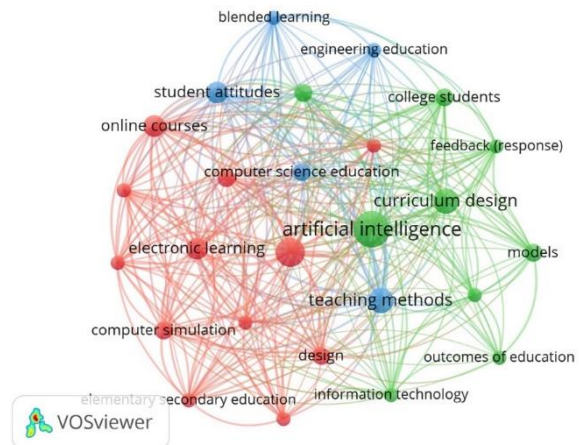 blended learning
engineering education
student attitudes
college students
online courses
feedback (response)
computer science education
curriculum design
artificial intelligence
electronic learning
models
teaching methods
computer simulation
design
outcomes of education
elementary secondary education
information technology
VOSviewer